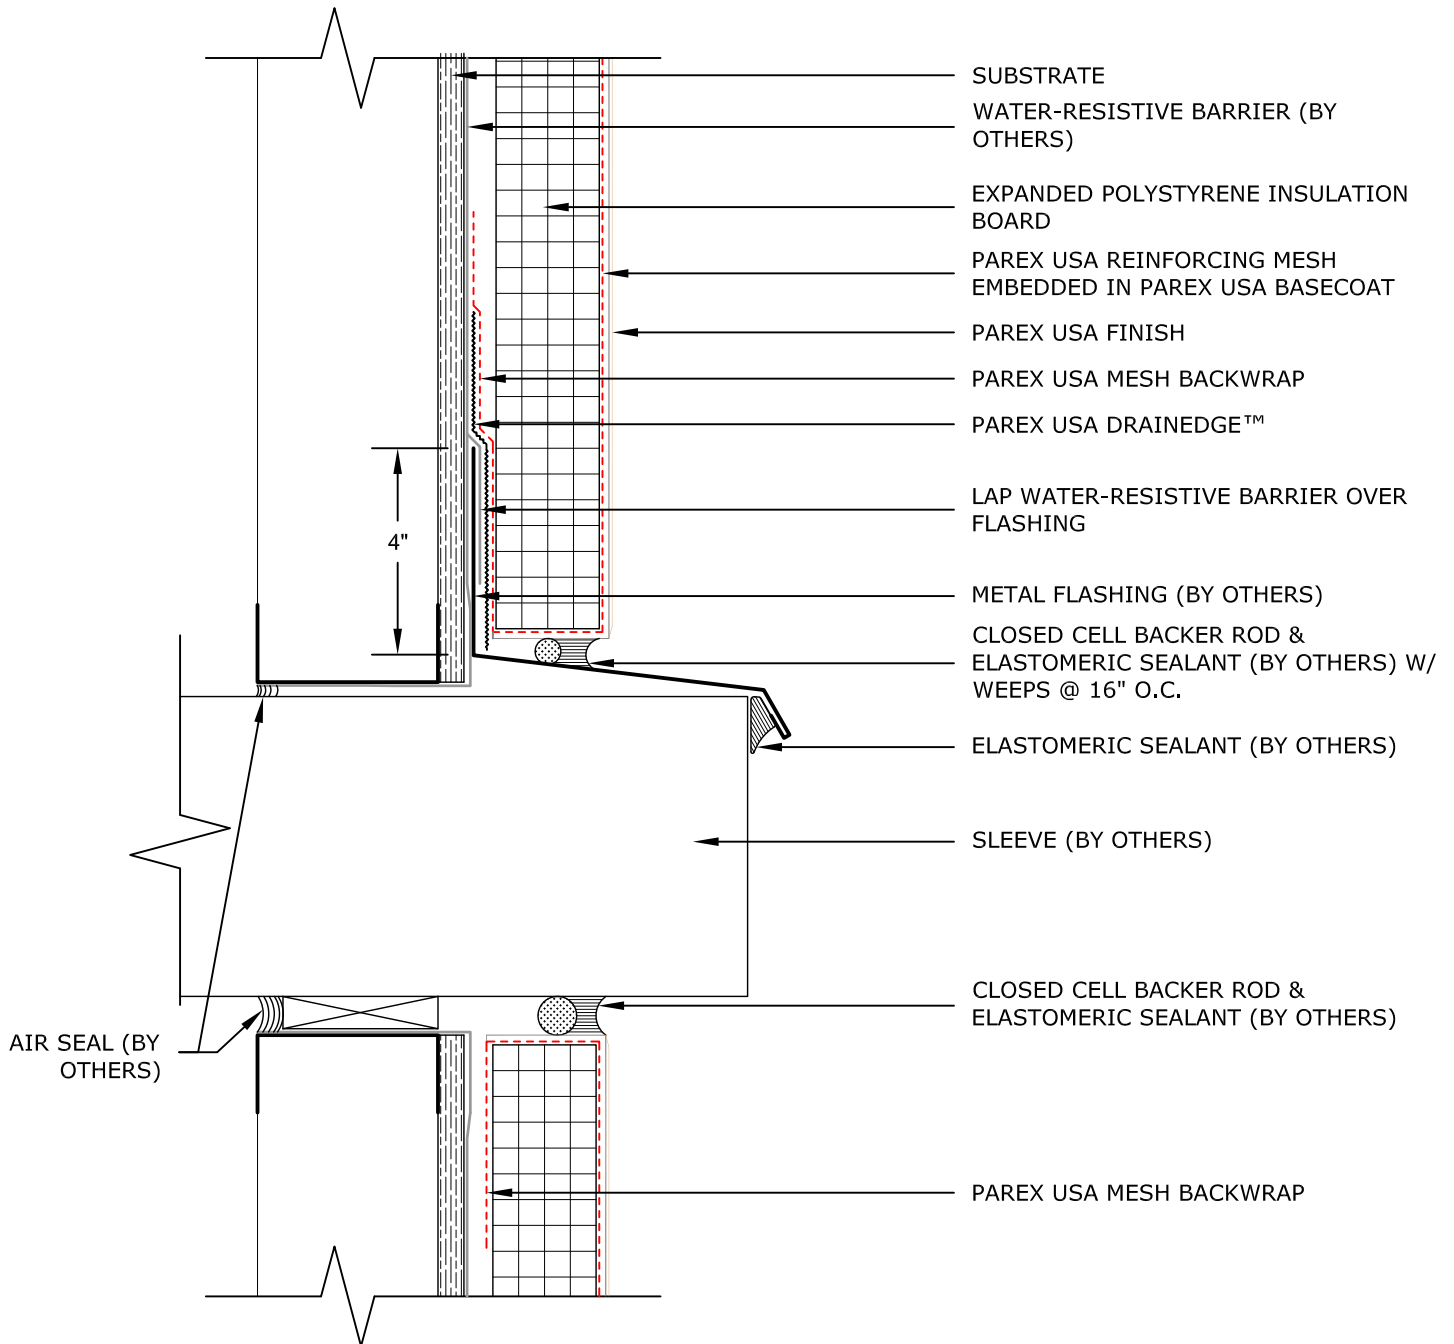 SUBSTRATE
WATER-RESISTIVE BARRIER (BY
OTHERS)
EXPANDED POLYSTYRENE INSULATION
BOARD
PAREX USA REINFORCING MESH
EMBEDDED IN PAREX USA BASECOAT
PAREX USA FINISH
PAREX USA MESH BACKWRAP
PAREX USA DRAINEDGE™
LAP WATER-RESISTIVE BARRIER OVER
FLASHING
4"
METAL FLASHING (BY OTHERS)
CLOSED CELL BACKER ROD &
ELASTOMERIC SEALANT (BY OTHERS) W/
WEEPS @ 16" O.C.
ELASTOMERIC SEALANT (BY OTHERS)
SLEEVE (BY OTHERS)
CLOSED CELL BACKER ROD &
ELASTOMERIC SEALANT (BY OTHERS)
AIR SEAL (BY
OTHERS)
PAREX USA MESH BACKWRAP